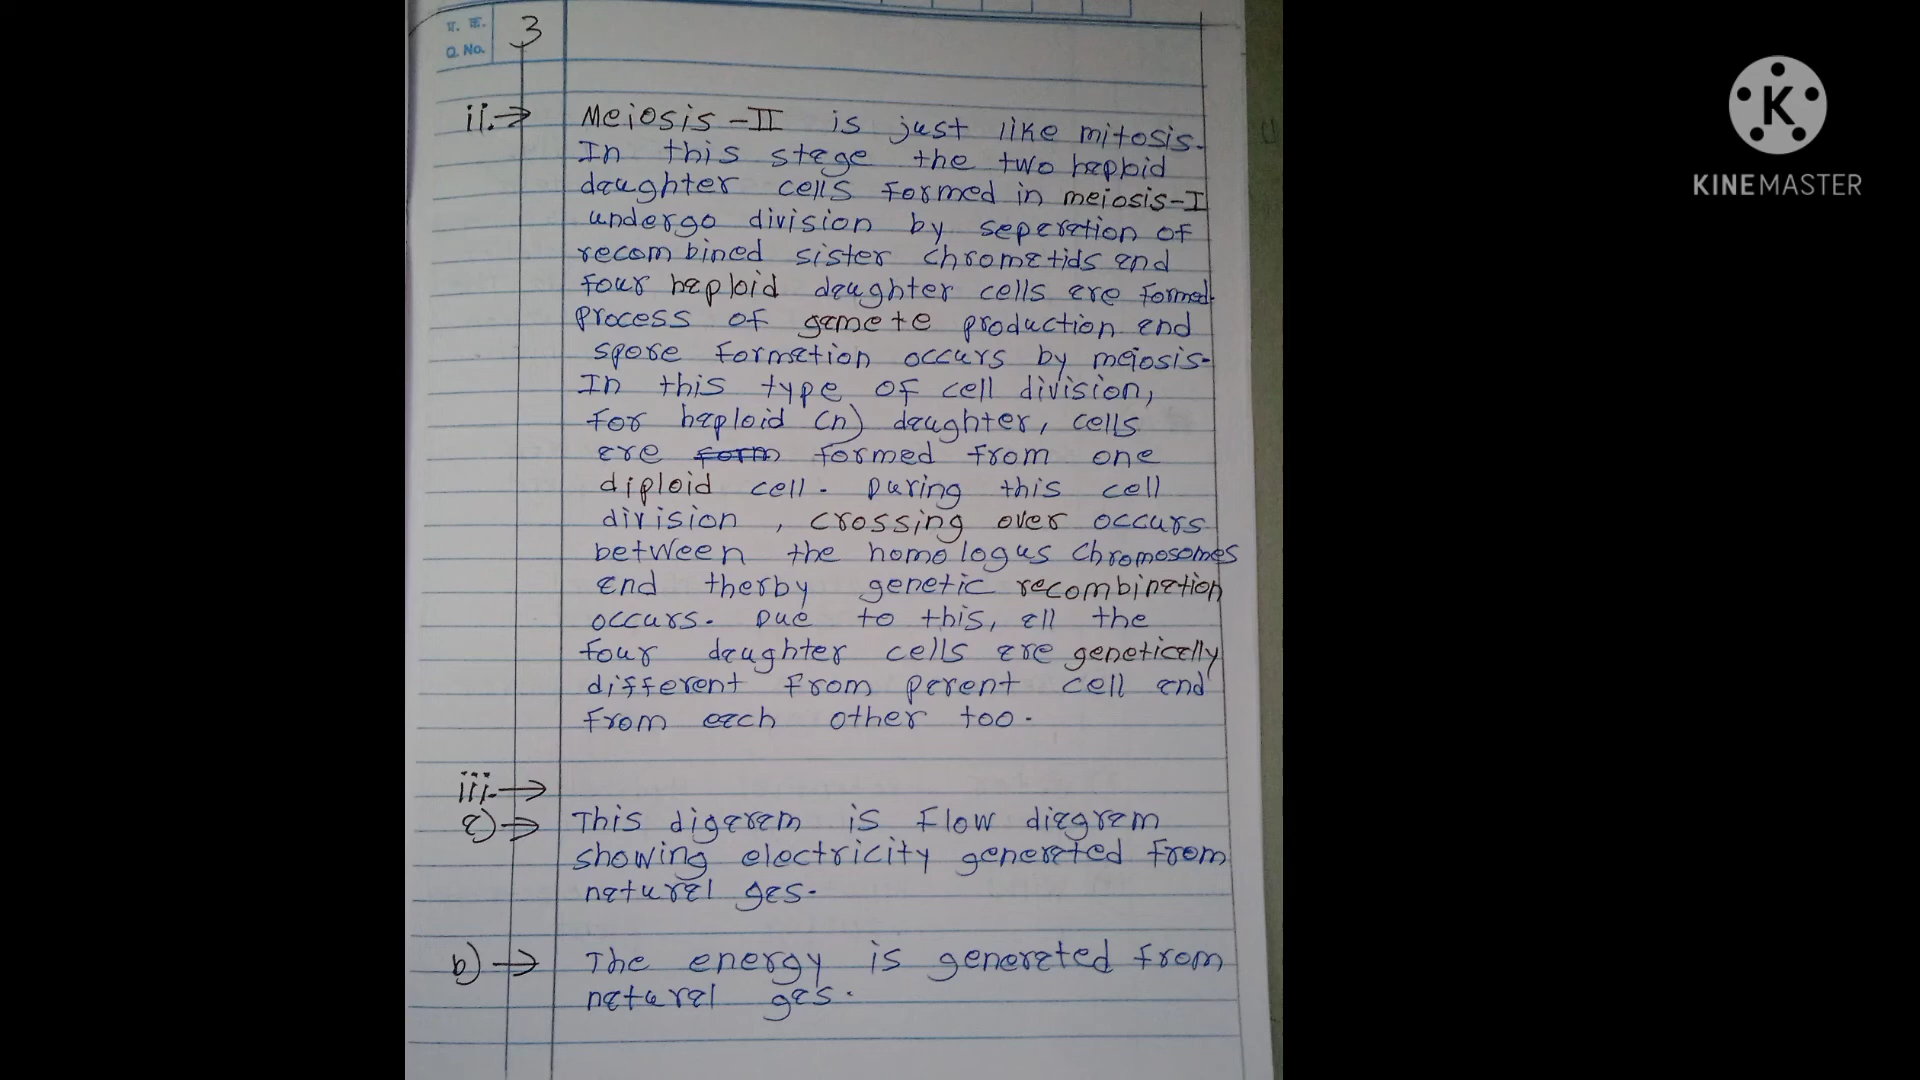 प्र. क्र.
Q. No.
3
ii.→ Meiosis-II is just like mitosis.
In this stage the two haploid
daughter cells formed in meiosis-I
undergo division by seperation of
recombined sister chromatids and
four haploid daughter cells are formed.
process of gamete production and
spore formation occurs by meiosis.
In this type of cell division,
for haploid (n) daughter, cells
are form formed from one
diploid cell. During this cell
division , crossing over occurs
between the homologus chromosomes
and therby genetic recombination
occurs. Due to this, all the
four daughter cells are genetically
different from parent cell and
from each other too.
iii.→
a)→ This digaram is flow diagram
showing electricity generated from
natural gas.
b)→ The energy is generated from
natural gas.
K
KINEMASTER